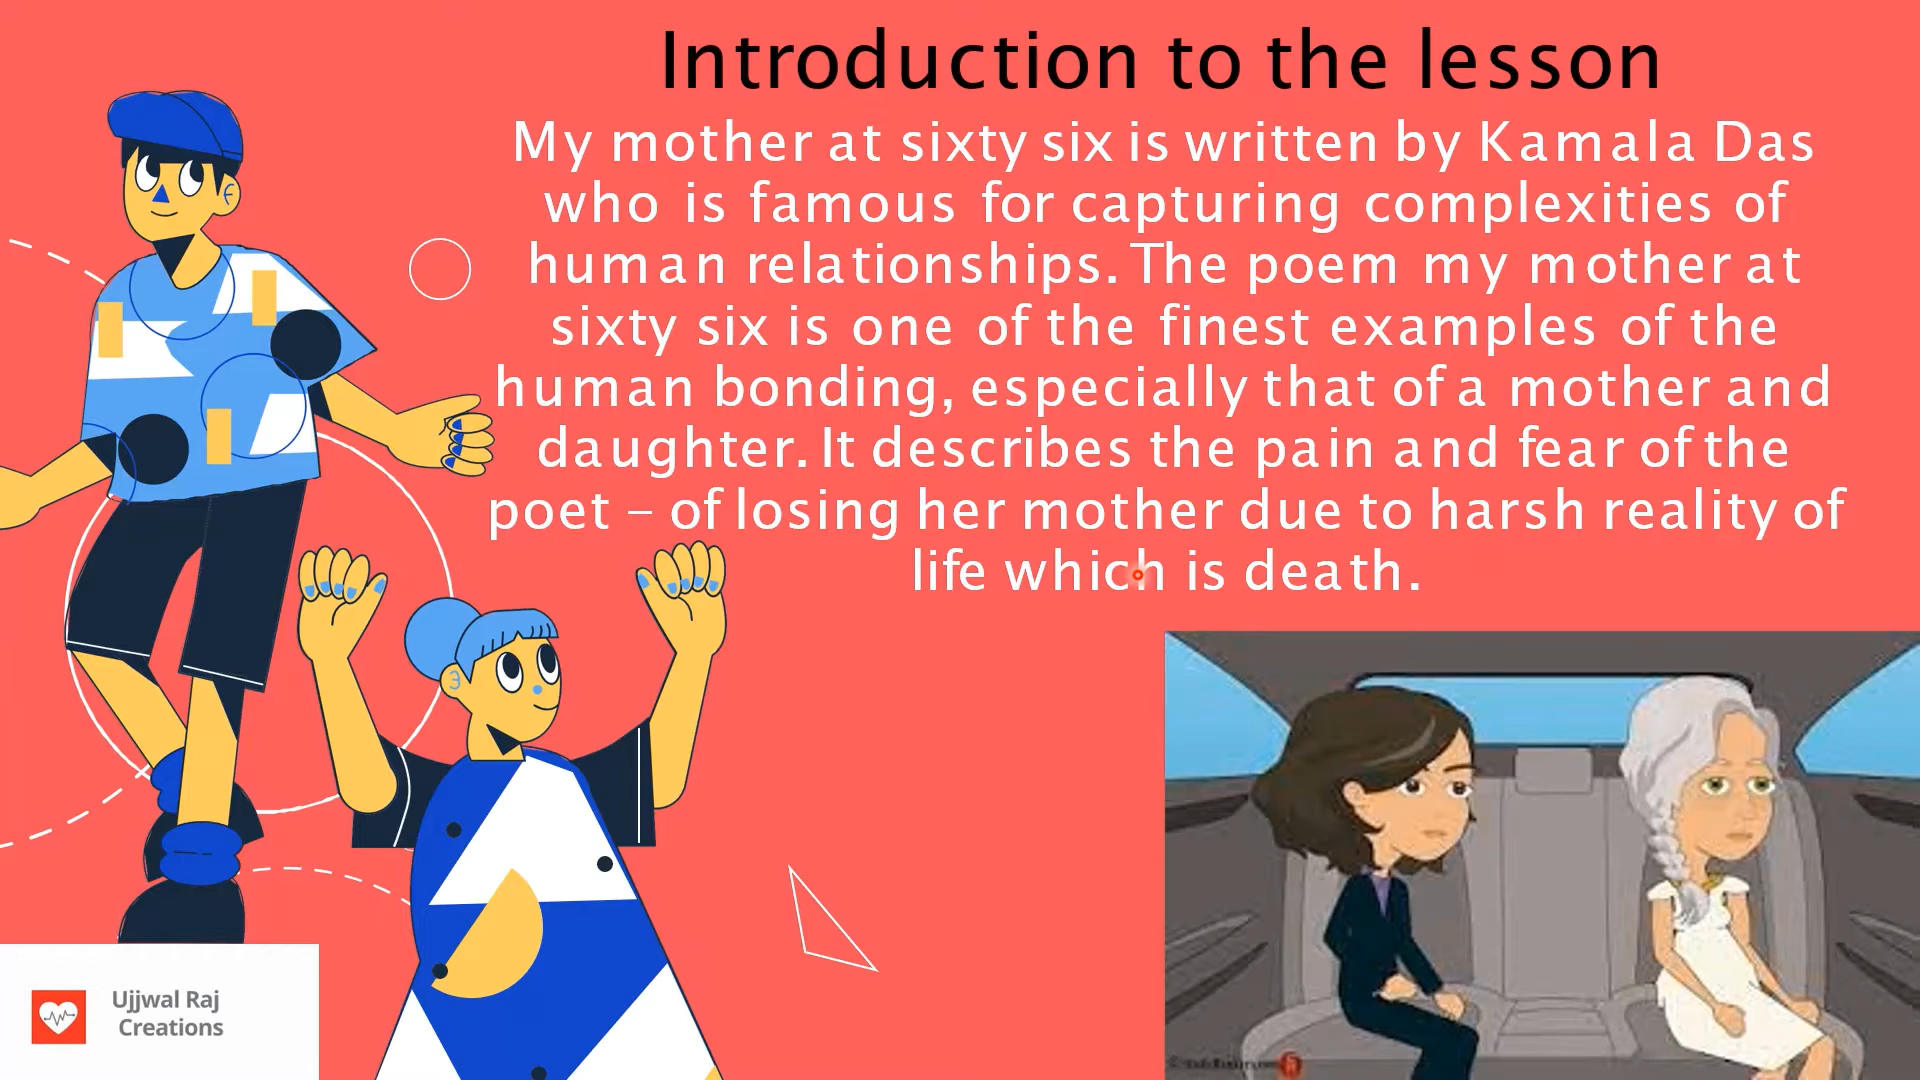 Introduction to the lesson
My mother at sixty six is written by Kamala Das
who is famous for capturing complexities of
human relationships. The poem my mother at
sixty six is one of the finest examples of the
human bonding, especially that of a mother and
daughter. It describes the pain and fear of the
poet – of losing her mother due to harsh reality of
life which is death.
Ujjwal Raj
Creations